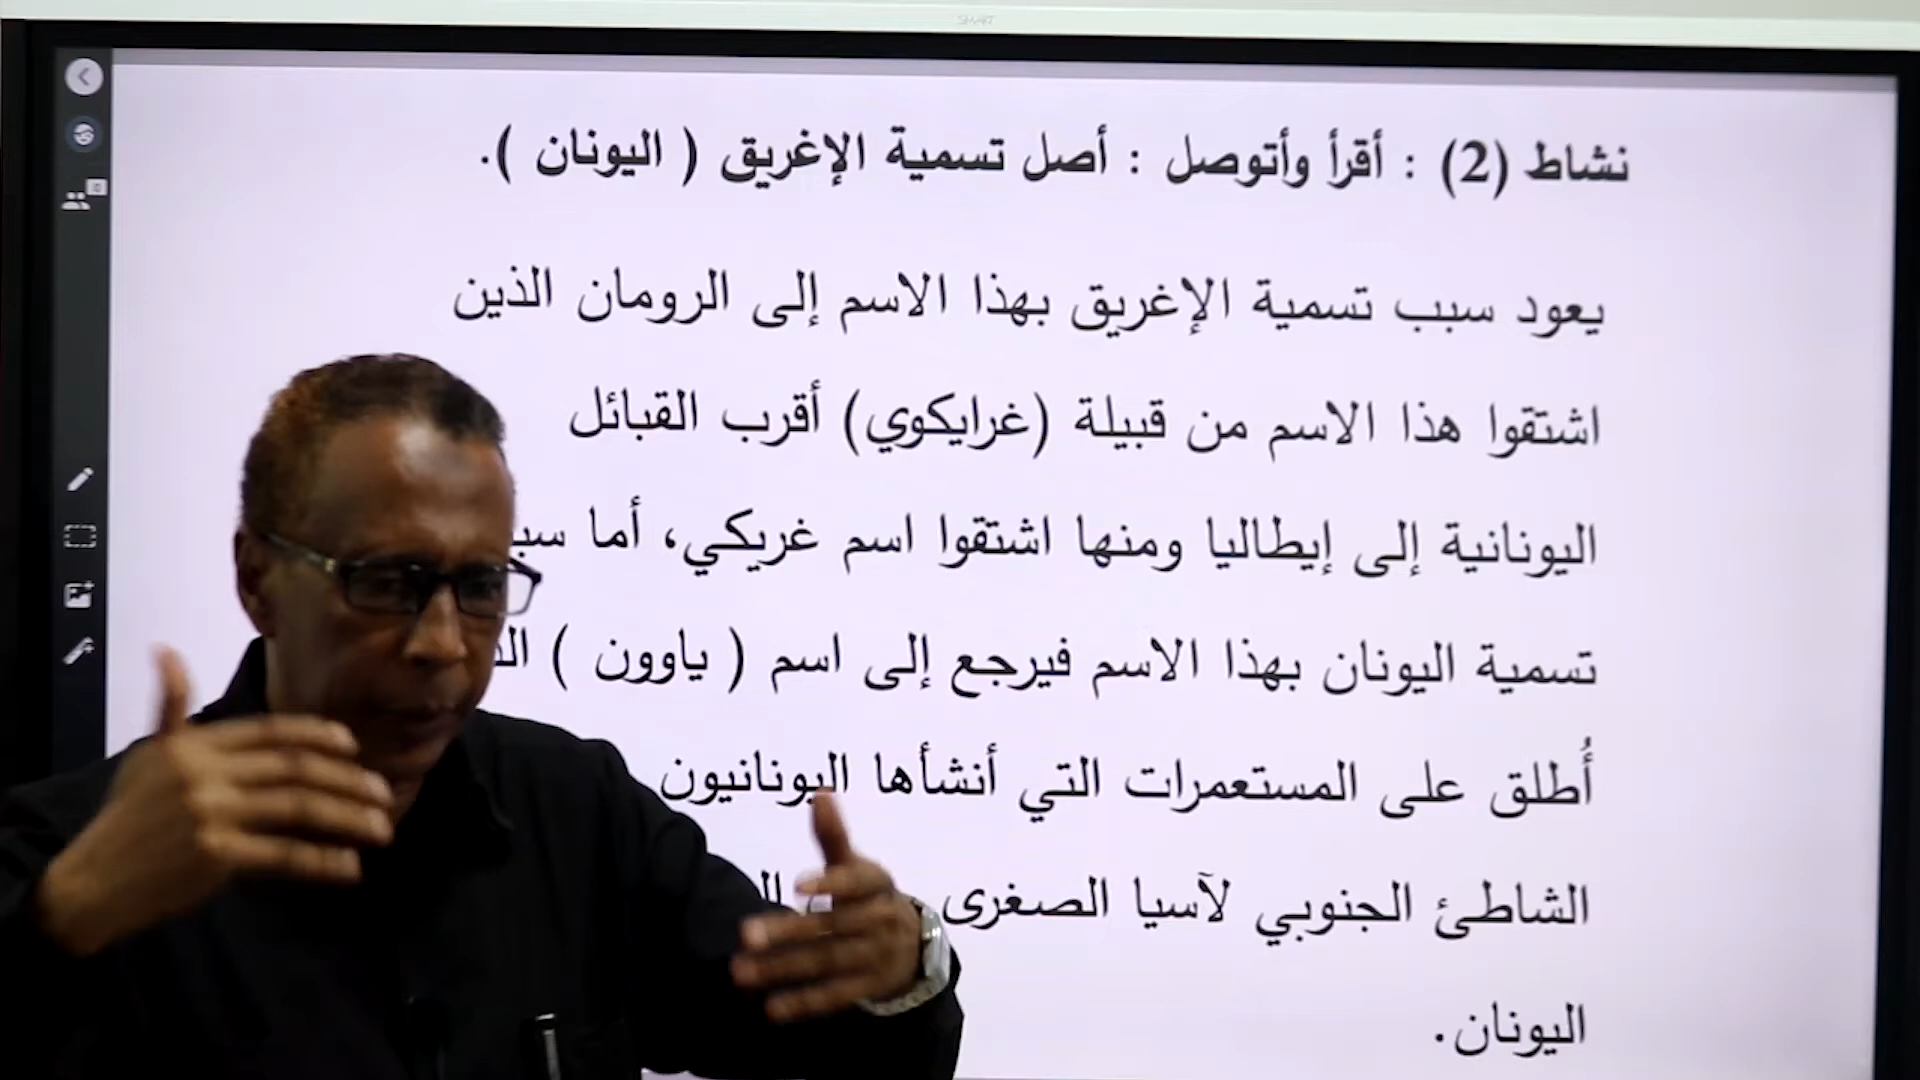 SMART
نشاط (2) : أقرأ وأتوصل : أصل تسمية الإغريق ( اليونان ).
يعود سبب تسمية الإغريق بهذا الاسم إلى الرومان الذين
اشتقوا هذا الاسم من قبيلة (غرايكوي) أقرب القبائل
اليونانية إلى إيطاليا ومنها اشتقوا اسم غريكي، أما
تسمية اليونان بهذا الاسم فيرجع إلى اسم ( ياوون )
أُطلق على المستعمرات التي أنشأها اليونانيون
الشاطئ الجنوبي لآسيا الصغرى
اليونان.